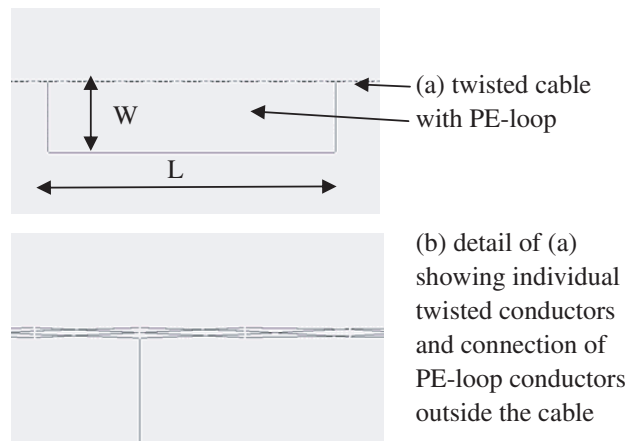 (a) twisted cable
with PE-loop
W
L
(b) detail of (a)
showing individual
twisted conductors
and connection of
PE-loop conductors
outside the cable